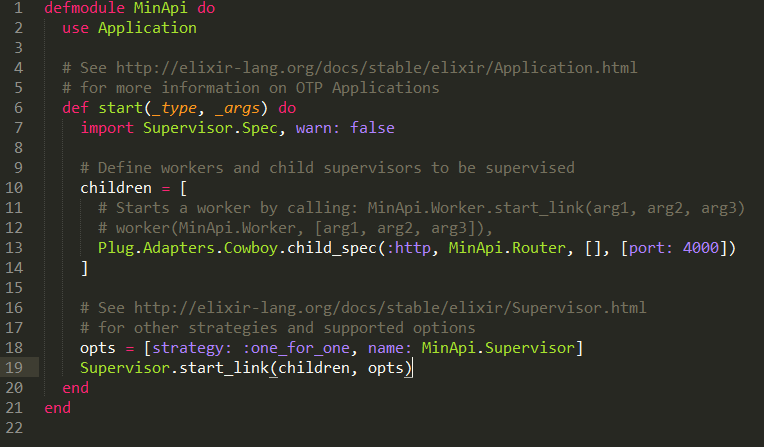 1 defmodule MinApi do
2   use Application
3
4   # See http://elixir-lang.org/docs/stable/elixir/Application.html
5   # for more information on OTP Applications
6   def start(_type, _args) do
7     import Supervisor.Spec, warn: false
8
9     # Define workers and child supervisors to be supervised
10     children = [
11       # Starts a worker by calling: MinApi.Worker.start_link(arg1, arg2, arg3)
12       # worker(MinApi.Worker, [arg1, arg2, arg3]),
13       Plug.Adapters.Cowboy.child_spec(:http, MinApi.Router, [], [port: 4000])
14     ]
15
16     # See http://elixir-lang.org/docs/stable/elixir/Supervisor.html
17     # for other strategies and supported options
18     opts = [strategy: :one_for_one, name: MinApi.Supervisor]
19     Supervisor.start_link(children, opts)
20   end
21 end
22